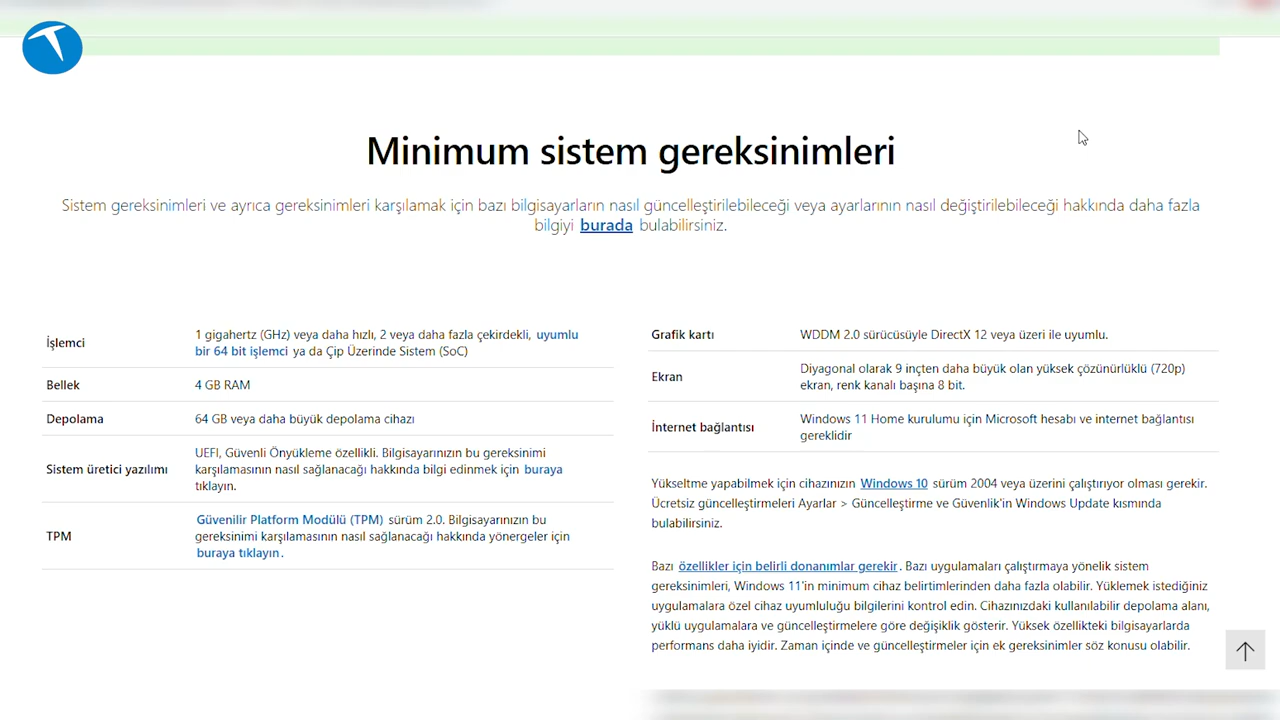 Minimum sistem gereksinimleri
Sistem gereksinimleri ve ayrıca gereksinimleri karşılamak için bazı bilgisayarların nasıl güncelleştirilebileceği veya ayarlarının nasıl değiştirilebileceği hakkında daha fazla
bilgiyi burada bulabilirsiniz.
İşlemci
1 gigahertz (GHz) veya daha hızlı, 2 veya daha fazla çekirdekli, uyumlu
bir 64 bit işlemci ya da Çip Üzerinde Sistem (SoC)
Bellek
4 GB RAM
Depolama
64 GB veya daha büyük depolama cihazı
Sistem üretici yazılımı
UEFI, Güvenli Önyükleme özellikli. Bilgisayarınızın bu gereksinimi
karşılamasının nasıl sağlanacağı hakkında bilgi edinmek için buraya
tıklayın.
TPM
Güvenilir Platform Modülü (TPM) sürüm 2.0. Bilgisayarınızın bu
gereksinimi karşılamasının nasıl sağlanacağı hakkında yönergeler için
buraya tıklayın.
Grafik kartı
WDDM 2.0 sürücüsüyle DirectX 12 veya üzeri ile uyumlu.
Ekran
Diyagonal olarak 9 inçten daha büyük olan yüksek çözünürlüklü (720p)
ekran, renk kanalı başına 8 bit.
İnternet bağlantısı
Windows 11 Home kurulumu için Microsoft hesabı ve internet bağlantısı
gereklidir
Yükseltme yapabilmek için cihazınızın Windows 10 sürüm 2004 veya üzerini çalıştırıyor olması gerekir.
Ücretsiz güncelleştirmeleri Ayarlar > Güncelleştirme ve Güvenlik'in Windows Update kısmında
bulabilirsiniz.
Bazı özellikler için belirli donanımlar gerekir. Bazı uygulamaları çalıştırmaya yönelik sistem
gereksinimleri, Windows 11'in minimum cihaz belirtimlerinden daha fazla olabilir. Yüklemek istediğiniz
uygulamalara özel cihaz uyumluluğu bilgilerini kontrol edin. Cihazınızdaki kullanılabilir depolama alanı,
yüklü uygulamalara ve güncelleştirmelere göre değişiklik gösterir. Yüksek özellikteki bilgisayarlarda
performans daha iyidir. Zaman içinde ve güncelleştirmeler için ek gereksinimler söz konusu olabilir.